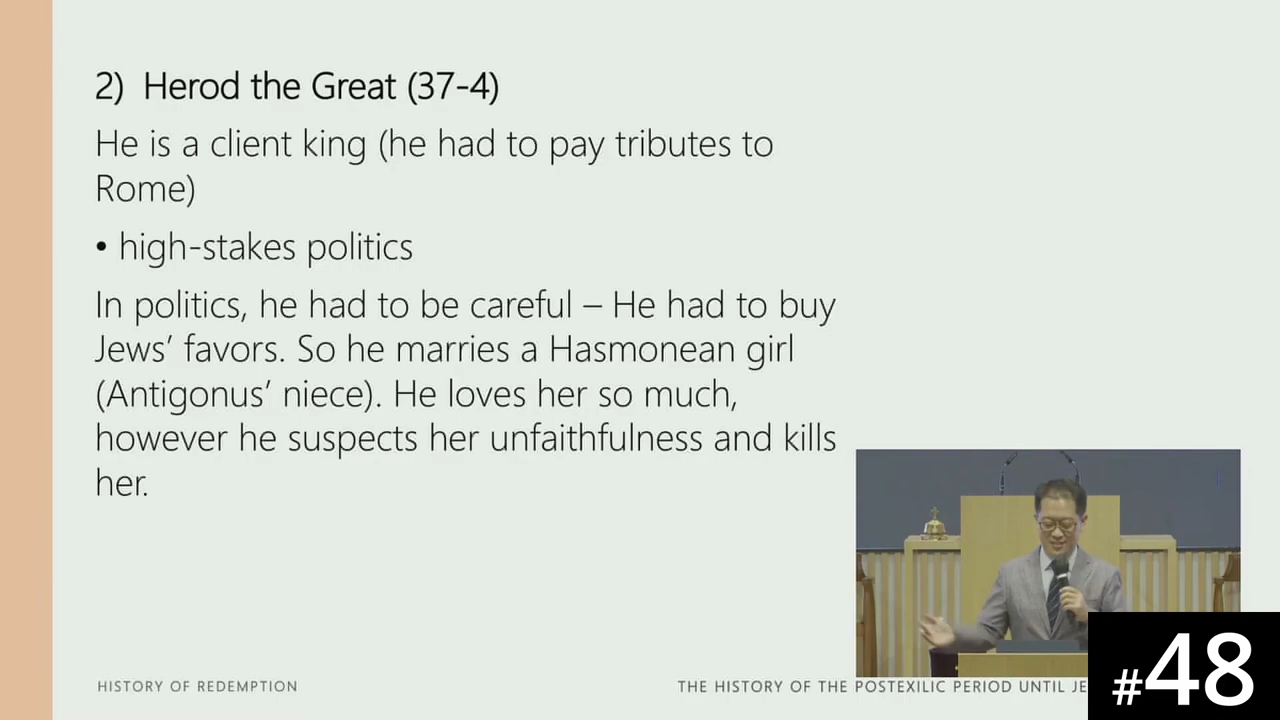 2) Herod the Great (37-4)
He is a client king (he had to pay tributes to
Rome)
• high-stakes politics
In politics, he had to be careful – He had to buy
Jews’ favors. So he marries a Hasmonean girl
(Antigonus’ niece). He loves her so much,
however he suspects her unfaithfulness and kills
her.
HISTORY OF REDEMPTION
THE HISTORY OF THE POSTEXILIC PERIOD UNTIL
#48